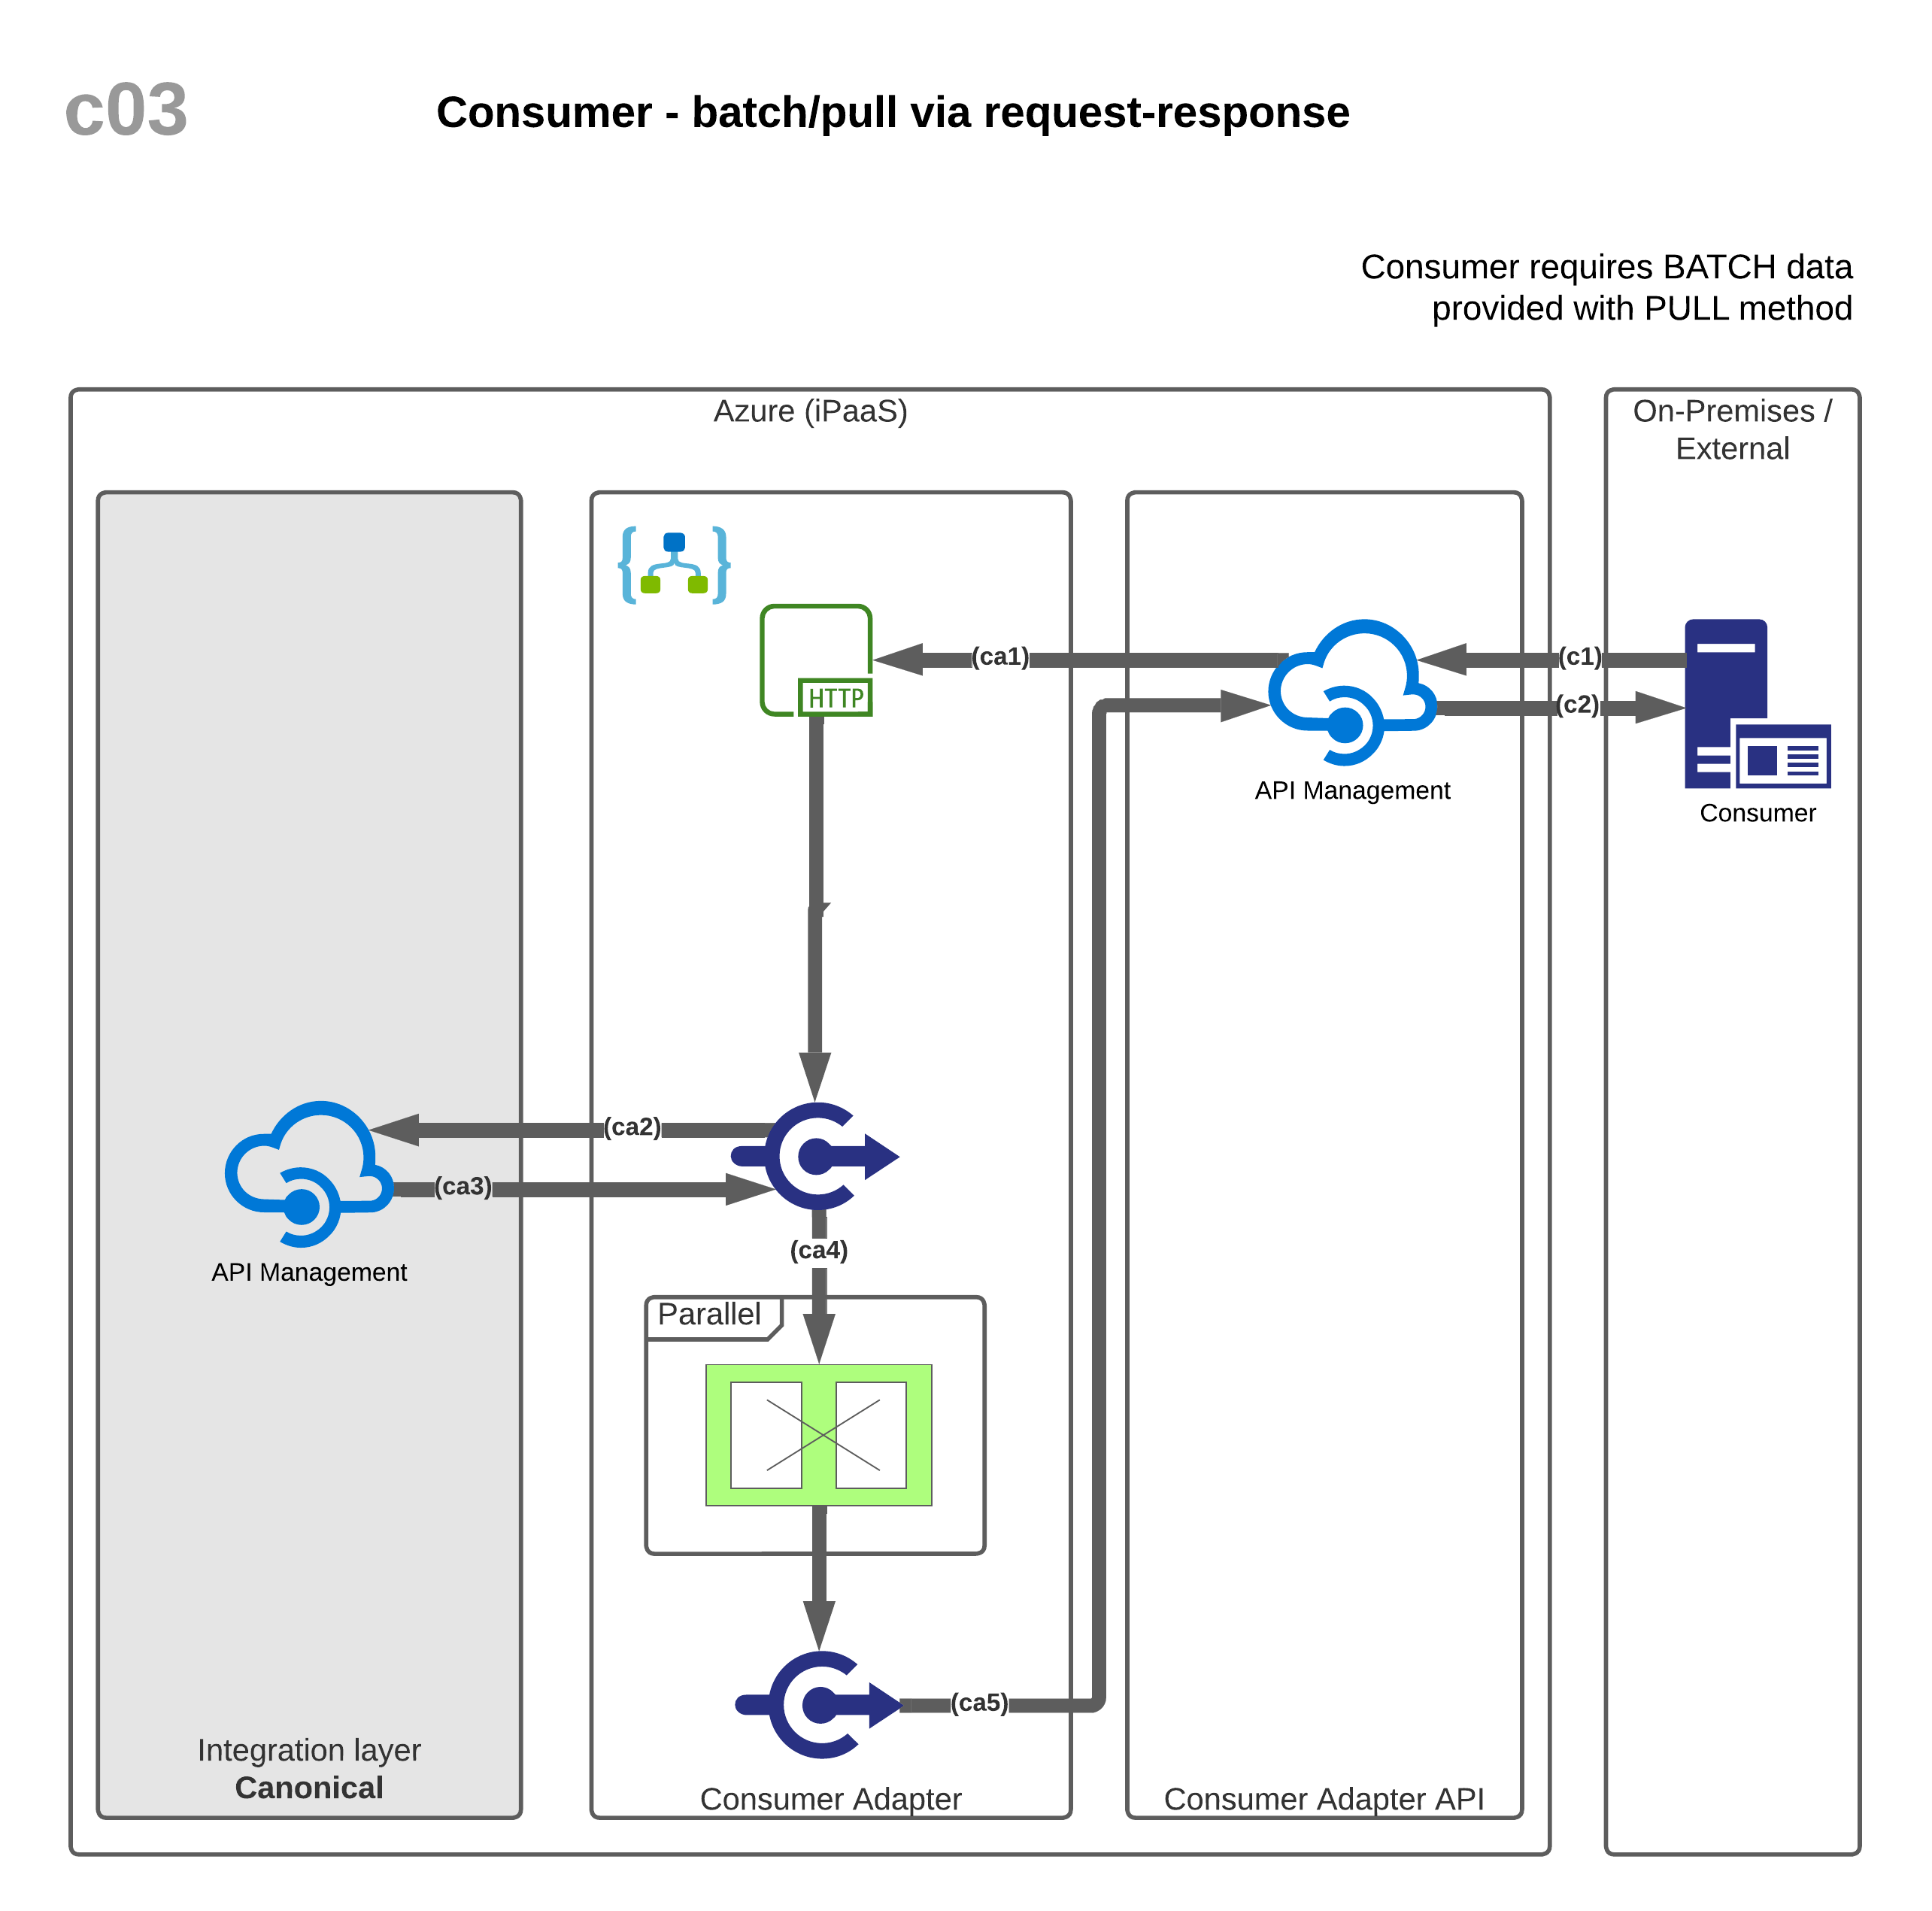 c03
Consumer - batch/pull via request-response
Consumer requires BATCH data
provided with PULL method
Azure (iPaaS)
On-Premises /
External
HTTP
(ca1)
(c1)
(c2)
API Management
Consumer
(ca2)
(ca3)
API Management
(ca4)
Parallel
(ca5)
Integration layer
Canonical
Consumer Adapter
Consumer Adapter API